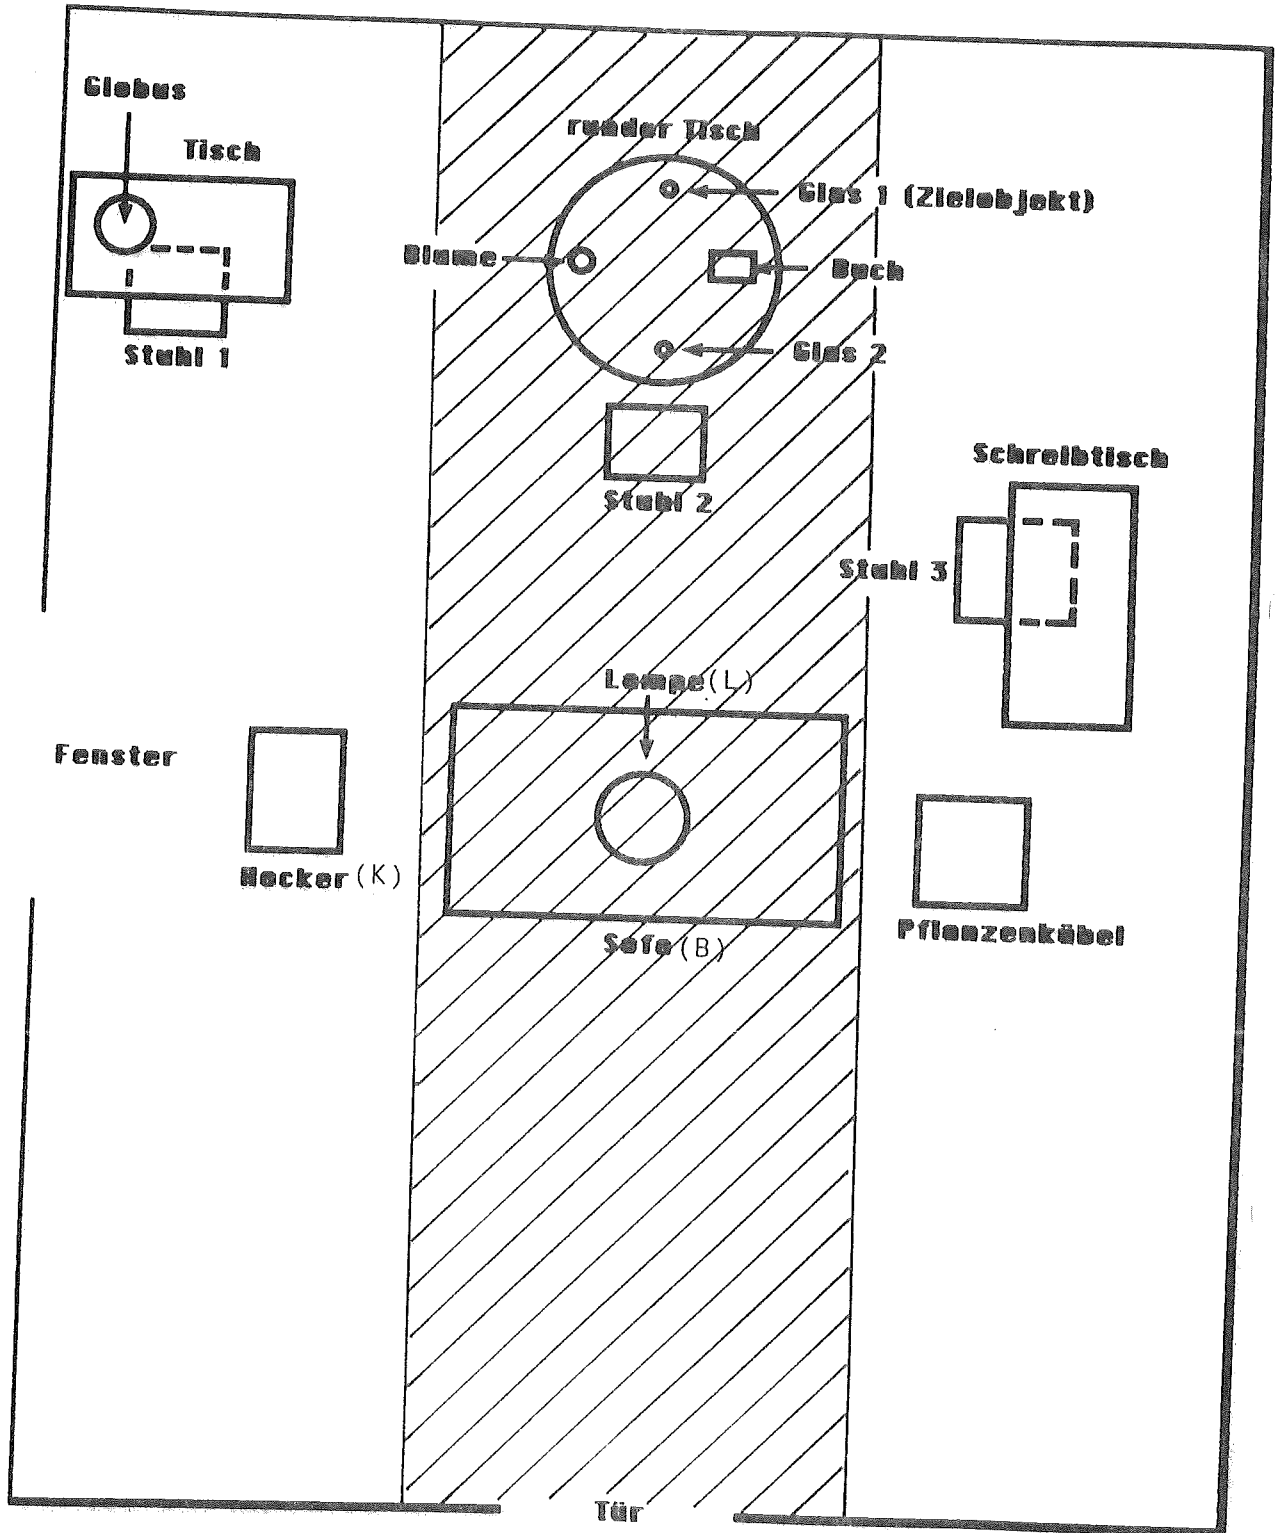 Globus
Tisch
runder Tisch
Glas 1 (Zielobjekt)
Blume
Buch
Stuhl 1
Glas 2
Stuhl 2
Schreibtisch
Stuhl 3
Lampe (L)
Fenster
Hocker (K)
Sofa (B)
Pflanzenkübel
Tür